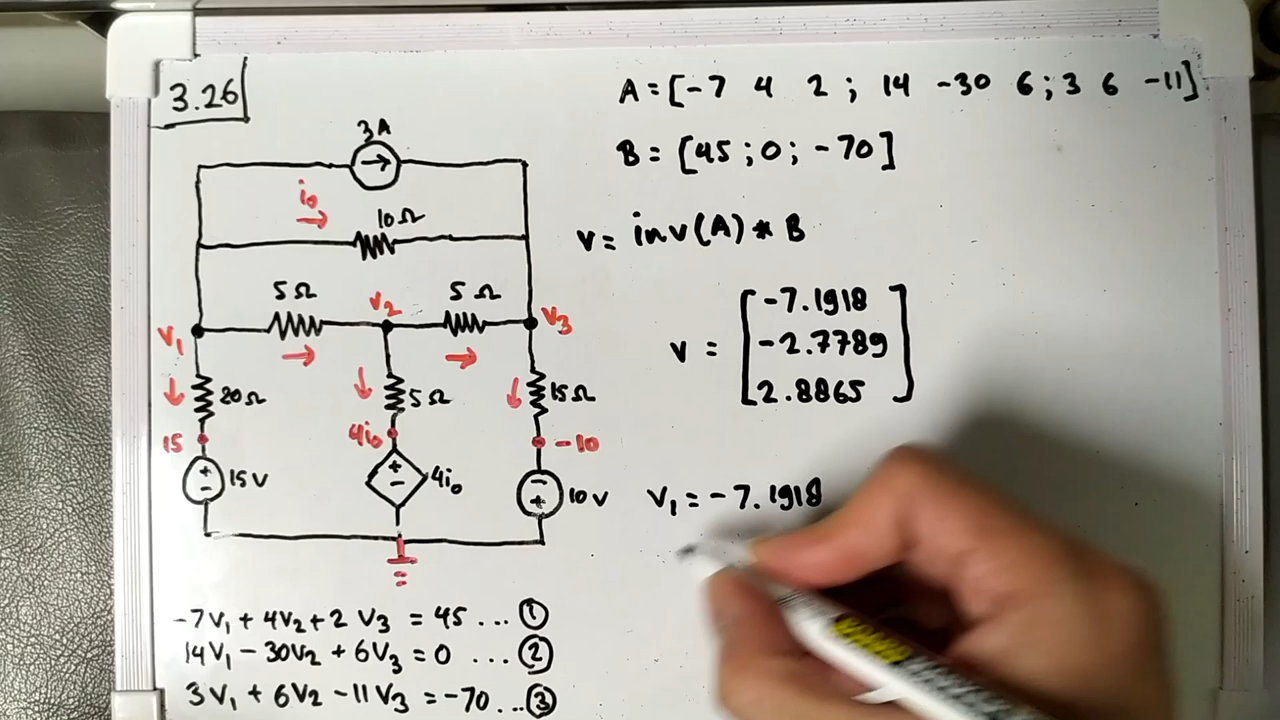 3.26
A = [-7 4 2 ; 14 -30 6 ; 3 6 -11]
3A
B = [45 ; 0 ; -70]
i₀
10Ω
v = inv(A) * B
5Ω
5Ω
v₁
v₂
v₃
v = [-7.1918
-2.7789
2.8865]
20Ω
5Ω
15Ω
15
4i₀
-10
15V
4i₀
10V
v₁ = -7.1918
-7v₁ + 4v₂ + 2v₃ = 45 ... ①
14v₁ - 30v₂ + 6v₃ = 0 ... ②
3v₁ + 6v₂ - 11v₃ = -70 ... ③